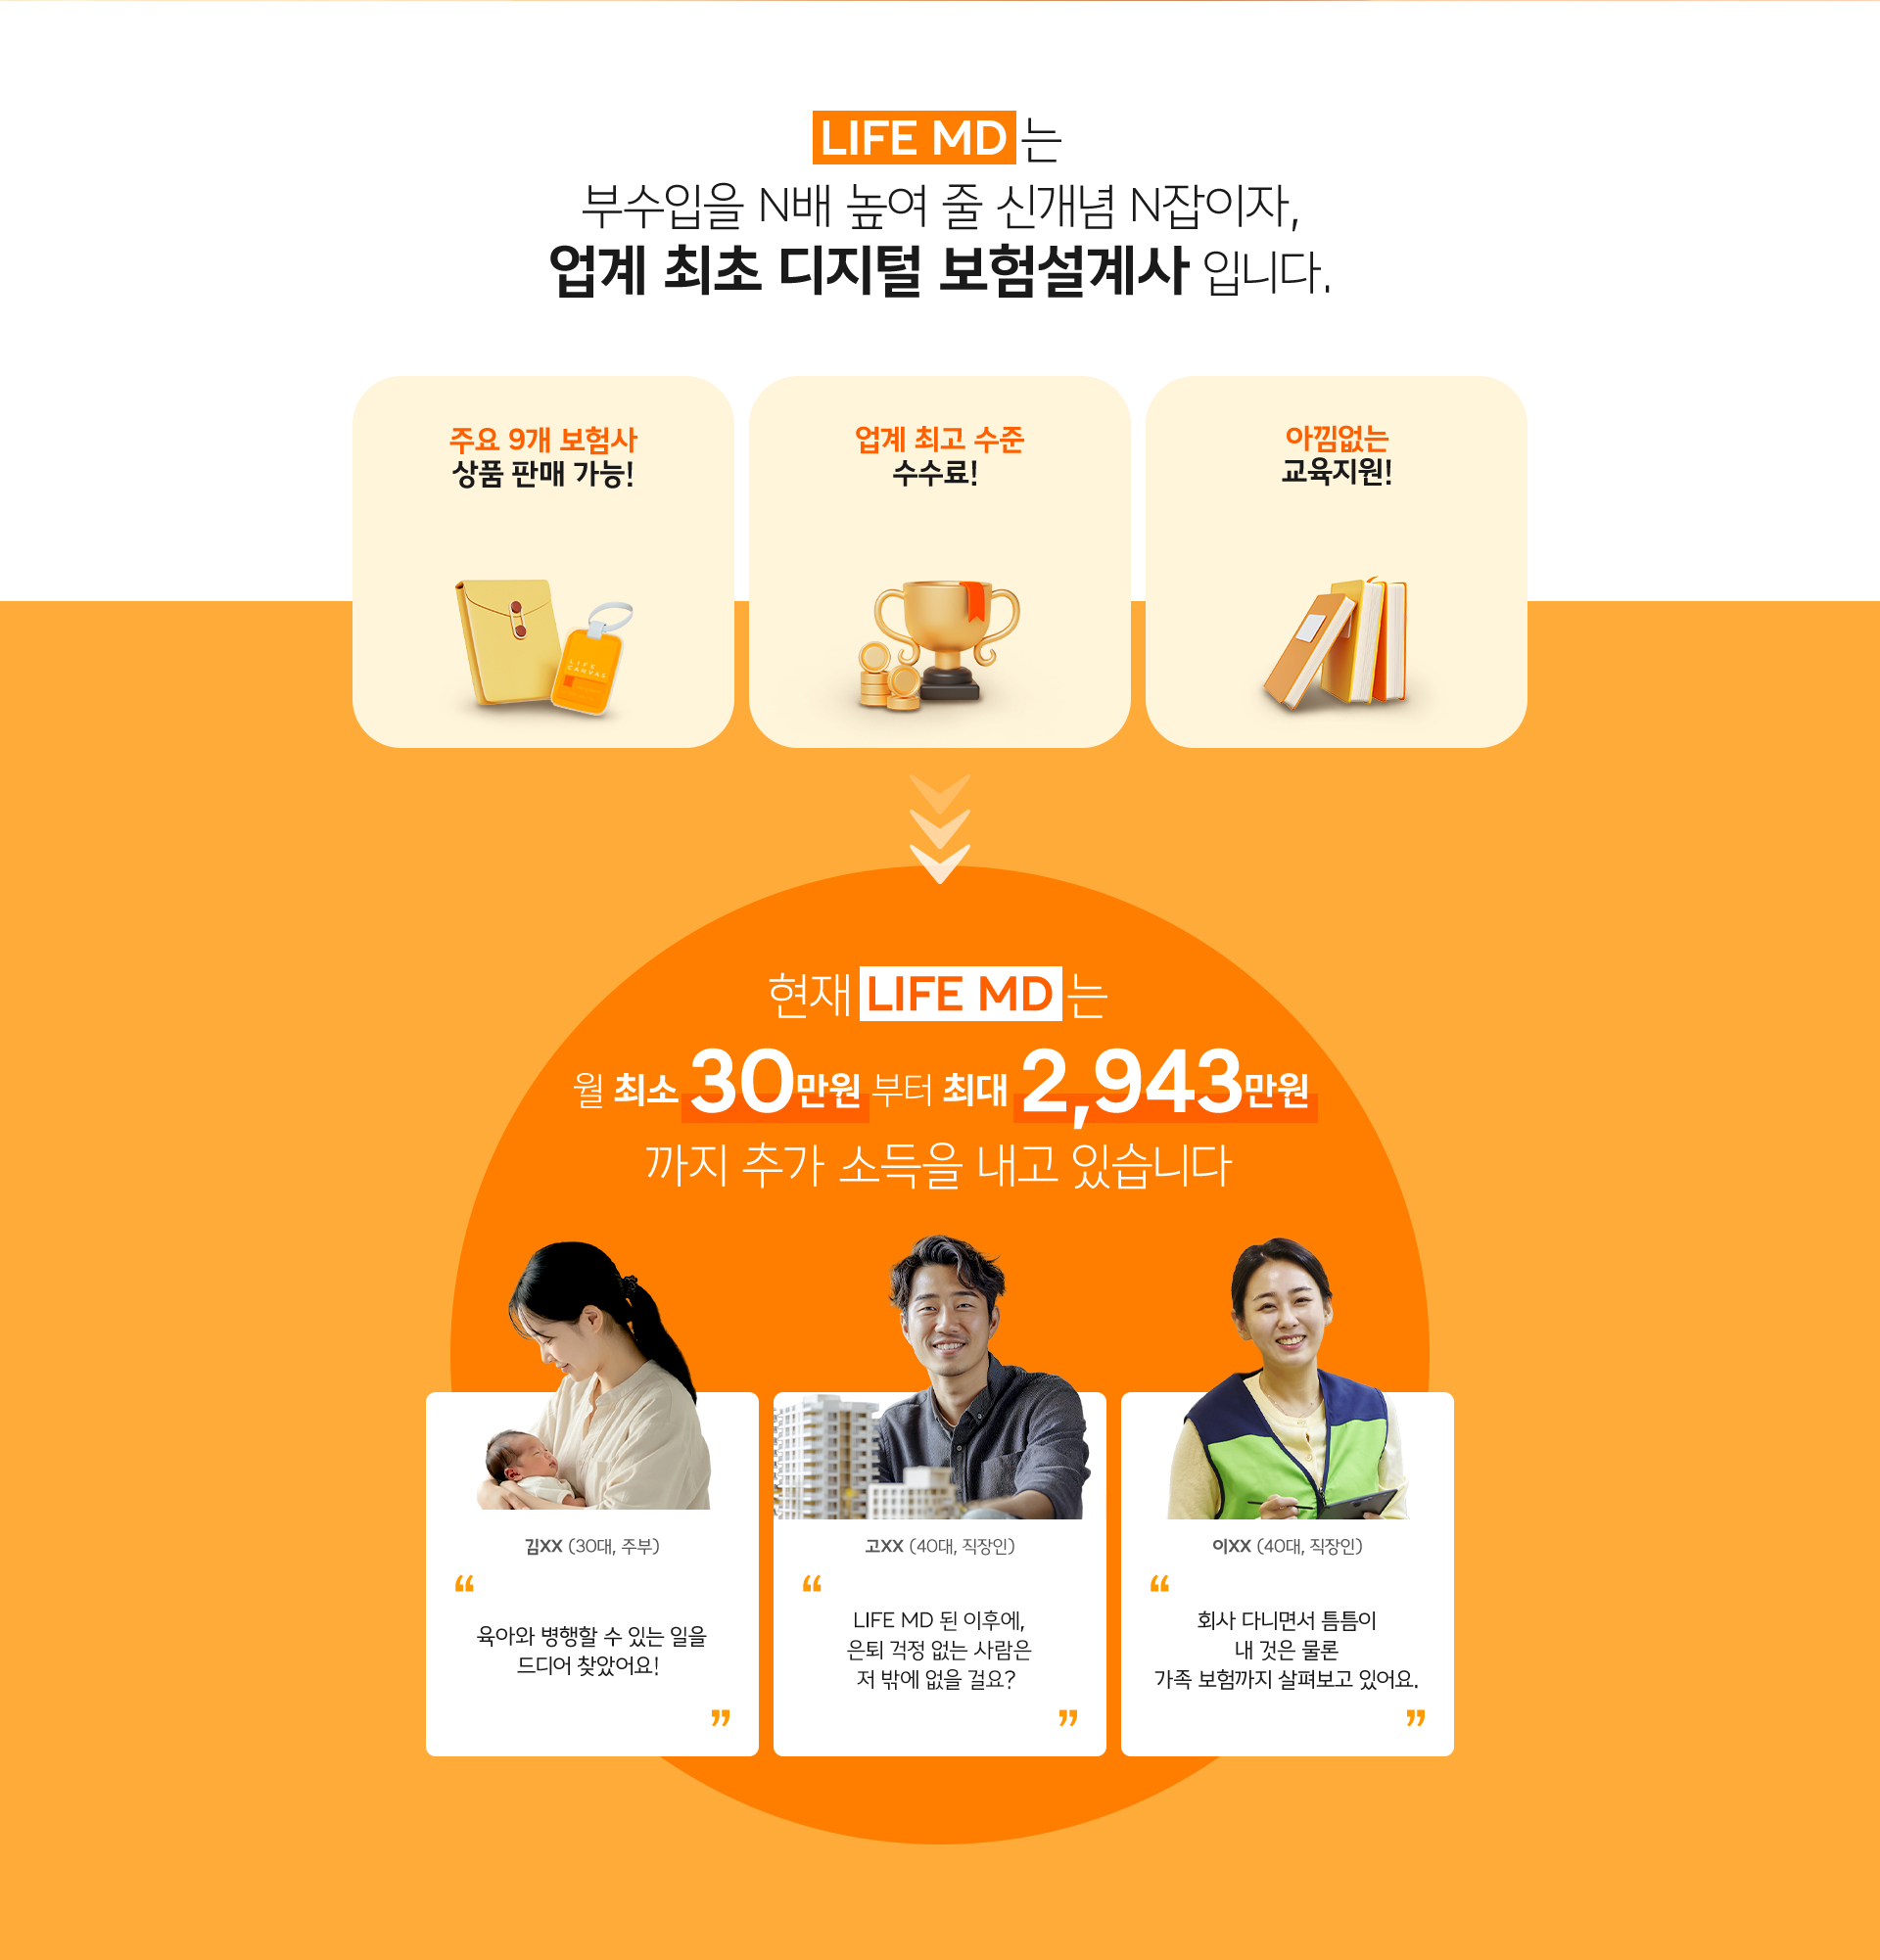 LIFE MD 는
부수입을 N배 높여 줄 신개념 N잡이자,
업계 최초 디지털 보험설계사 입니다.
주요 9개 보험사
상품 판매 가능!
업계 최고 수준
수수료!
아낌없는
교육지원!
LIFE
CANVAS
현재 LIFE MD 는
월 최소 30만원 부터 최대 2,943만원
까지 추가 소득을 내고 있습니다
김XX (30대, 주부)
“
육아와 병행할 수 있는 일을
드디어 찾았어요!
”
고XX (40대, 직장인)
“
LIFE MD 된 이후에,
은퇴 걱정 없는 사람은
저 밖에 없을 걸요?
”
이XX (40대, 직장인)
“
회사 다니면서 틈틈이
내 것은 물론
가족 보험까지 살펴보고 있어요.
”